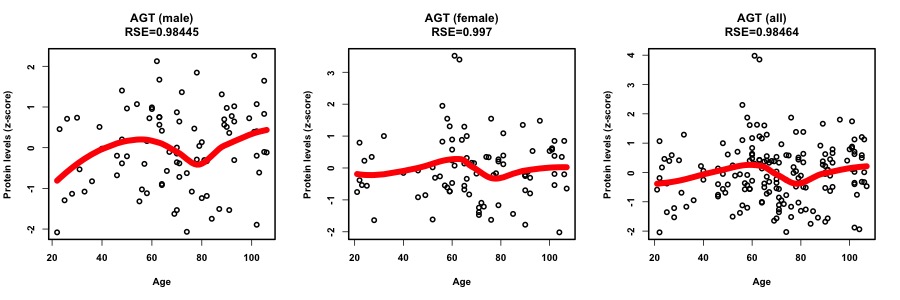 AGT (male)
RSE=0.98445
Protein levels (z-score)
2
1
0
-1
-2
20 40 60 80 100
Age
AGT (female)
RSE=0.997
Protein levels (z-score)
3
2
1
0
-1
-2
20 40 60 80 100
Age
AGT (all)
RSE=0.98464
Protein levels (z-score)
4
3
2
1
0
-1
-2
20 40 60 80 100
Age